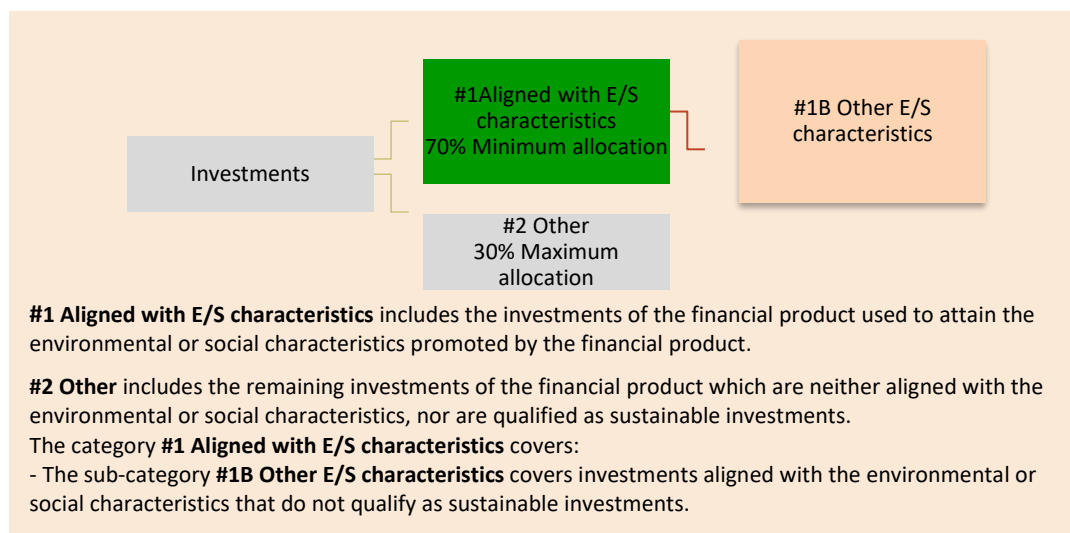 #1Aligned with E/S
characteristics
70% Minimum allocation
#1B Other E/S
characteristics
Investments
#2 Other
30% Maximum
allocation
#1 Aligned with E/S characteristics includes the investments of the financial product used to attain the
environmental or social characteristics promoted by the financial product.
#2 Other includes the remaining investments of the financial product which are neither aligned with the
environmental or social characteristics, nor are qualified as sustainable investments.
The category #1 Aligned with E/S characteristics covers:
- The sub-category #1B Other E/S characteristics covers investments aligned with the environmental or
social characteristics that do not qualify as sustainable investments.